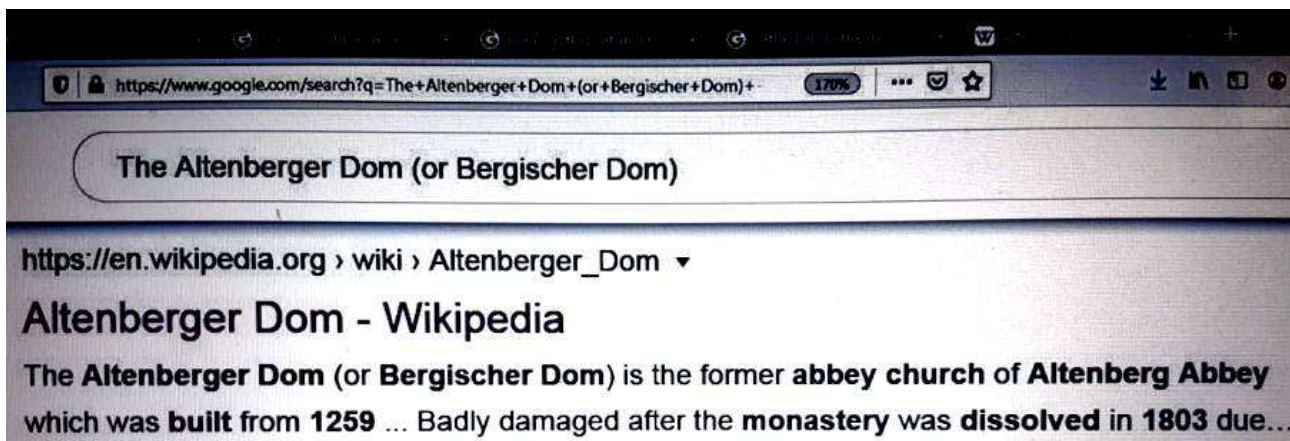 https://www.google.com/search?q=The+Altenberger+Dom+(or+Bergischer+Dom)+ 170%
The Altenberger Dom (or Bergischer Dom)
https://en.wikipedia.org › wiki › Altenberger_Dom
Altenberger Dom - Wikipedia
The Altenberger Dom (or Bergischer Dom) is the former abbey church of Altenberg Abbey
which was built from 1259 ... Badly damaged after the monastery was dissolved in 1803 due...